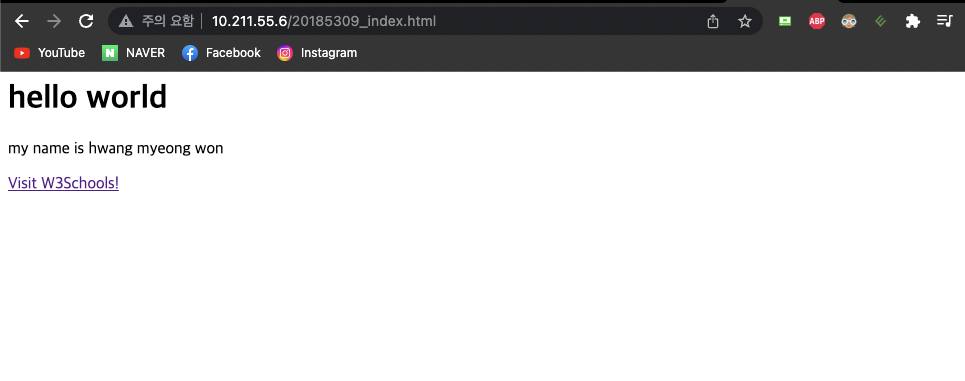 주의 요함 10.211.55.6/20185309_index.html
ABP
YouTube N NAVER Facebook Instagram
hello world
my name is hwang myeong won
Visit W3Schools!